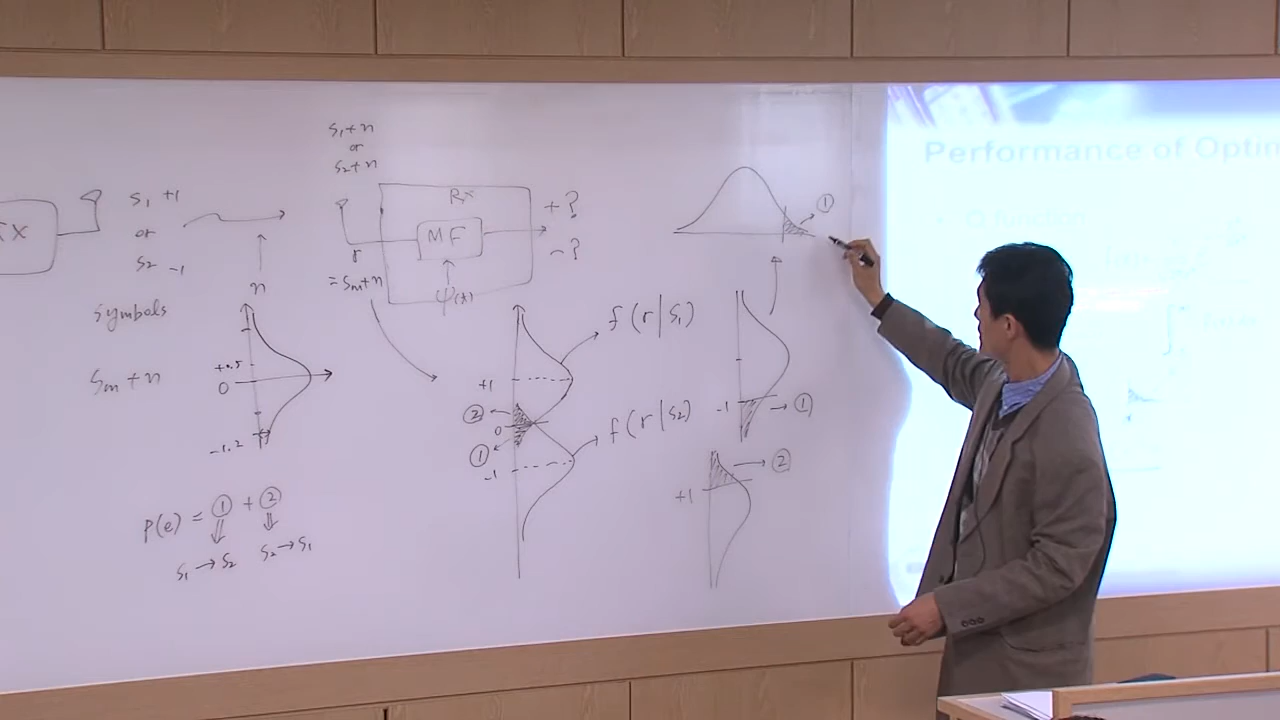 TX
S₁ +1
or
S₂ -1
symbols
Sm + n
n
+0.5
0
-1.2
P(e) = ① + ②
S₁ → S₂
S₂ → S₁
S₁ + n
or
S₂ + n
Rx
MF
r
= Sm + n
ψ(t)
+ ?
- ?
f(r|S₁)
+1
②
0
①
-1
f(r|S₂)
①
-1 → ①
+1 → ②
Performance of Optim
Q function